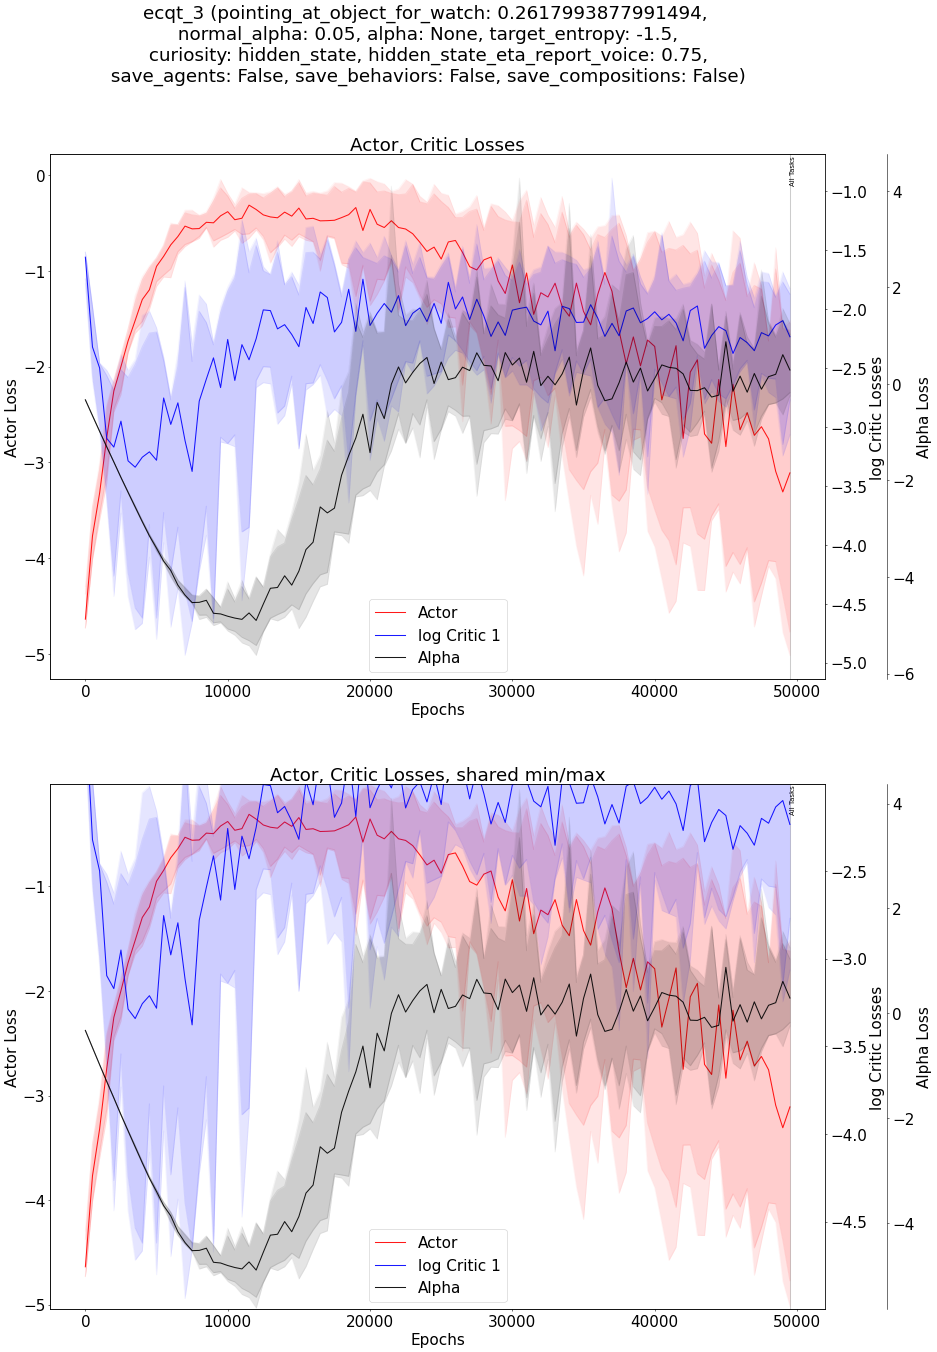 ecqt_3 (pointing_at_object_for_watch: 0.2617993877991494,
normal_alpha: 0.05, alpha: None, target_entropy: -1.5,
curiosity: hidden_state, hidden_state_eta_report_voice: 0.75,
save_agents: False, save_behaviors: False, save_compositions: False)
Actor, Critic Losses
0
−1
−2
−3
−4
−5
Actor Loss
0
10000
20000
30000
40000
50000
Epochs
−1.0
−1.5
−2.0
−2.5
−3.0
−3.5
−4.0
−4.5
−5.0
log Critic Losses
4
2
0
−2
−4
−6
Alpha Loss
All Tasks
Actor
log Critic 1
Alpha
Actor, Critic Losses, shared min/max
−1
−2
−3
−4
−5
Actor Loss
0
10000
20000
30000
40000
50000
Epochs
−2.5
−3.0
−3.5
−4.0
−4.5
log Critic Losses
4
2
0
−2
−4
Alpha Loss
All Tasks
Actor
log Critic 1
Alpha